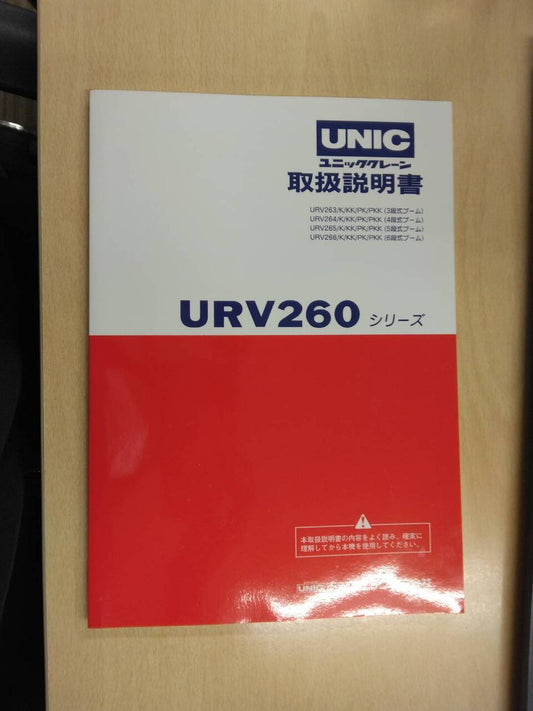 UNIC
ユニッククレーン
取扱説明書
URV263/K/KK/PK/PKK (3段式ブーム)
URV264/K/KK/PK/PKK (4段式ブーム)
URV265/K/KK/PK/PKK (5段式ブーム)
URV266/K/KK/PK/PKK (6段式ブーム)
URV260 シリーズ
本取扱説明書の内容をよく読み、確実に
理解してから本機を使用してください。
UNIC